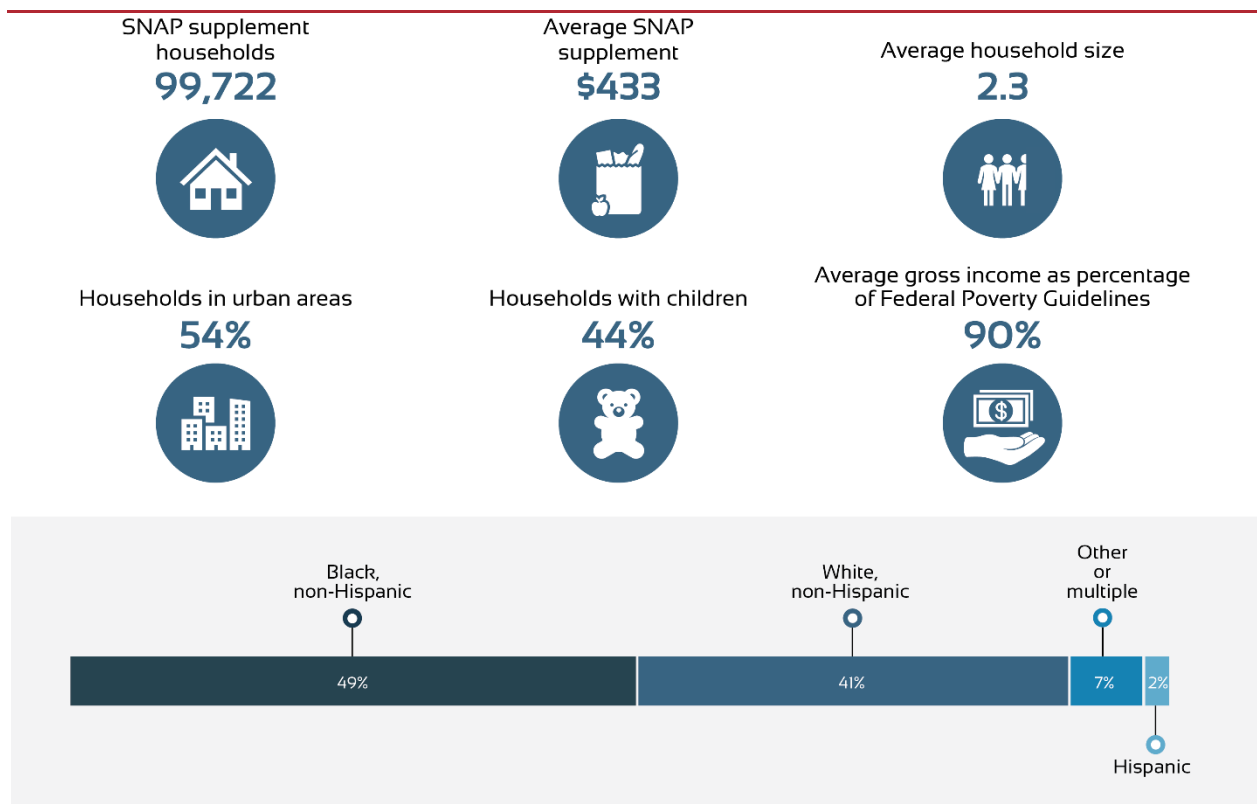 SNAP supplement
households
99,722
Average SNAP
supplement
$433
Average household size
2.3
Households in urban areas
54%
Households with children
44%
Average gross income as percentage
of Federal Poverty Guidelines
90%
$
Black,
non-Hispanic
White,
non-Hispanic
Other
or
multiple
49%
41%
7%
2%
Hispanic